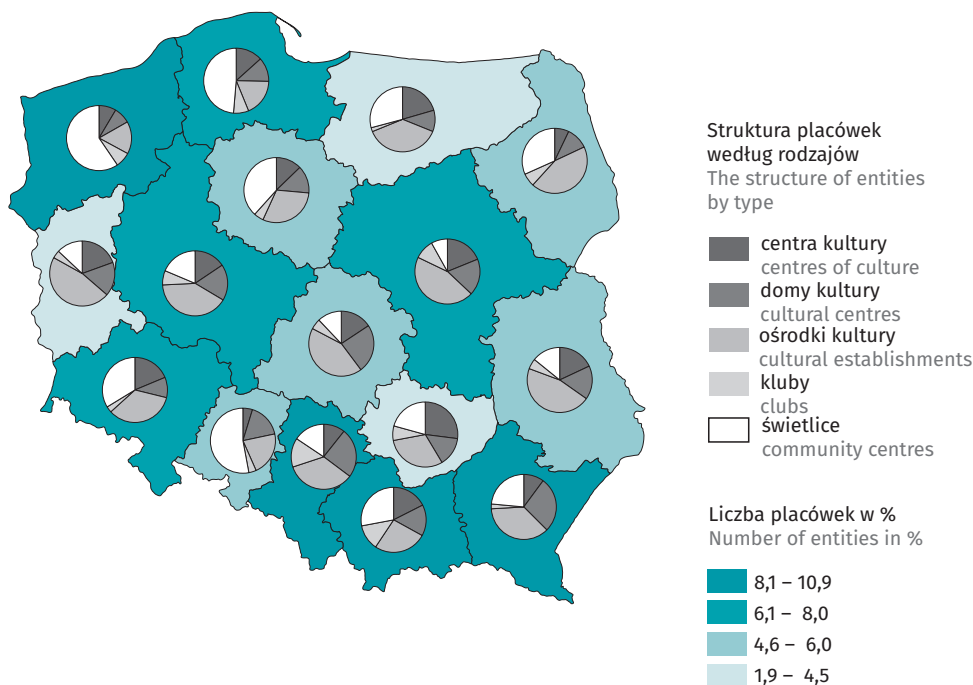 Struktura placówek
według rodzajów
The structure of entities
by type
centra kultury
centres of culture
domy kultury
cultural centres
ośrodki kultury
cultural establishments
kluby
clubs
świetlice
community centres
Liczba placówek w %
Number of entities in %
8,1 – 10,9
6,1 – 8,0
4,6 – 6,0
1,9 – 4,5